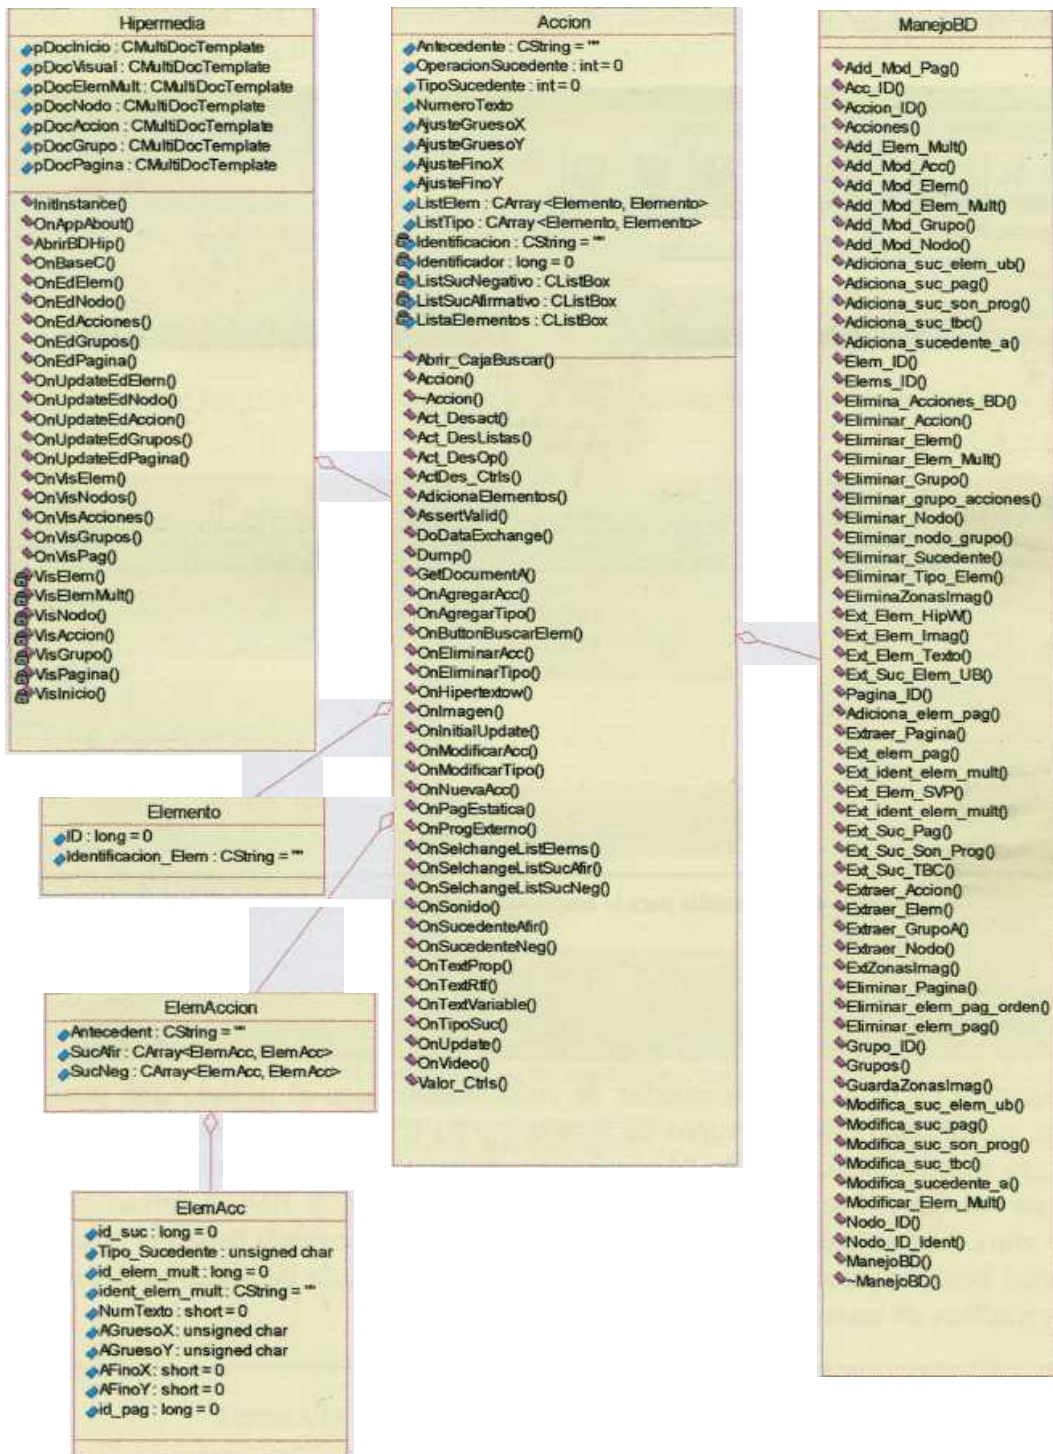 Hipermedia
pDocInicio : CMultiDocTemplate
pDocVisual : CMultiDocTemplate
pDocElemMult : CMultiDocTemplate
pDocNodo : CMultiDocTemplate
pDocAccion : CMultiDocTemplate
pDocGrupo : CMultiDocTemplate
pDocPagina : CMultiDocTemplate
InitInstance()
OnAppAbout()
AbrirBDHip()
OnBaseC()
OnEdElem()
OnEdNodo()
OnEdAcciones()
OnEdGrupos()
OnEdPagina()
OnUpdateEdElem()
OnUpdateEdNodo()
OnUpdateEdAccion()
OnUpdateEdGrupos()
OnUpdateEdPagina()
OnVisElem()
OnVisNodos()
OnVisAcciones()
OnVisGrupos()
OnVisPag()
VisElem()
VisElemMult()
VisNodo()
VisAccion()
VisGrupo()
VisPagina()
VisInicio()
Elemento
ID : long = 0
Identificacion_Elem : CString = ""
ElemAccion
Antecedent : CString = ""
SucAfir : CArray<ElemAcc, ElemAcc>
SucNeg : CArray<ElemAcc, ElemAcc>
ElemAcc
id_suc : long = 0
Tipo_Sucedente : unsigned char
id_elem_mult : long = 0
ident_elem_mult : CString = ""
NumTexto : short = 0
AGruesoX : unsigned char
AGruesoY : unsigned char
AFinoX : short = 0
AFinoY : short = 0
id_pag : long = 0
Accion
Antecedente : CString = ""
OperacionSucedente : int = 0
TipoSucedente : int = 0
NumeroTexto
AjusteGruesoX
AjusteGruesoY
AjusteFinoX
AjusteFinoY
ListElem : CArray <Elemento, Elemento>
ListTipo : CArray <Elemento, Elemento>
Identificacion : CString = ""
Identificador : long = 0
ListSucNegativo : CListBox
ListSucAfirmativo : CListBox
ListaElementos : CListBox
Abrir_CajaBuscar()
Accion()
~Accion()
Act_Desact()
Act_DesListas()
Act_DesOp()
ActDes_Ctrls()
AdicionaElementos()
AssertValid()
DoDataExchange()
Dump()
GetDocumentA()
OnAgregarAcc()
OnAgregarTipo()
OnButtonBuscarElem()
OnEliminarAcc()
OnEliminarTipo()
OnHipertextow()
OnImagen()
OnInitialUpdate()
OnModificarAcc()
OnModificarTipo()
OnNuevaAcc()
OnPagEstatica()
OnProgExterno()
OnSelchangeListElems()
OnSelchangeListSucAfir()
OnSelchangeListSucNeg()
OnSonido()
OnSucedenteAfir()
OnSucedenteNeg()
OnTextProp()
OnTextRtf()
OnTextVariable()
OnTipoSuc()
OnUpdate()
OnVideo()
Valor_Ctrls()
ManejoBD
Add_Mod_Pag()
Acc_ID()
Accion_ID()
Acciones()
Add_Elem_Mult()
Add_Mod_Acc()
Add_Mod_Elem()
Add_Mod_Elem_Mult()
Add_Mod_Grupo()
Add_Mod_Nodo()
Adiciona_suc_elem_ub()
Adiciona_suc_pag()
Adiciona_suc_son_prog()
Adiciona_suc_tbc()
Adiciona_sucedente_a()
Elem_ID()
Elems_ID()
Elimina_Acciones_BD()
Eliminar_Accion()
Eliminar_Elem()
Eliminar_Elem_Mult()
Eliminar_Grupo()
Eliminar_grupo_acciones()
Eliminar_Nodo()
Eliminar_nodo_grupo()
Eliminar_Sucedente()
Eliminar_Tipo_Elem()
EliminaZonasImag()
Ext_Elem_HipW()
Ext_Elem_Imag()
Ext_Elem_Texto()
Ext_Suc_Elem_UB()
Pagina_ID()
Adiciona_elem_pag()
Extraer_Pagina()
Ext_elem_pag()
Ext_ident_elem_mult()
Ext_Elem_SVP()
Ext_ident_elem_mult()
Ext_Suc_Pag()
Ext_Suc_Son_Prog()
Ext_Suc_TBC()
Extraer_Accion()
Extraer_Elem()
Extraer_GrupoA()
Extraer_Nodo()
ExtZonasImag()
Eliminar_Pagina()
Eliminar_elem_pag_orden()
Eliminar_elem_pag()
Grupo_ID()
Grupos()
GuardaZonasImag()
Modifica_suc_elem_ub()
Modifica_suc_pag()
Modifica_suc_son_prog()
Modifica_suc_tbc()
Modifica_sucedente_a()
Modificar_Elem_Mult()
Nodo_ID()
Nodo_ID_Ident()
ManejoBD()
~ManejoBD()